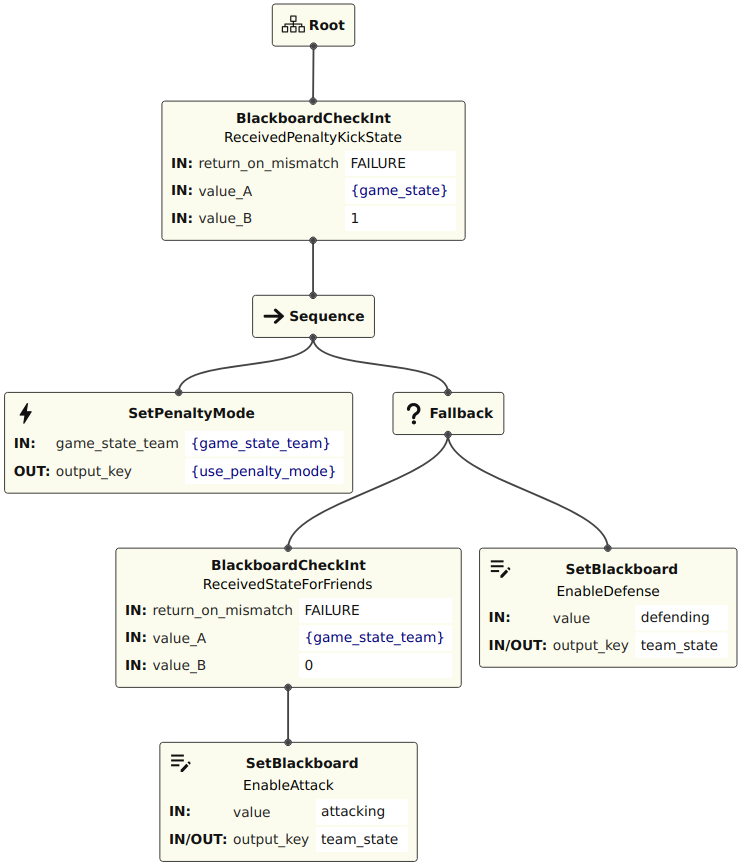 Root
BlackboardCheckInt
ReceivedPenaltyKickState
IN: return_on_mismatch FAILURE
IN: value_A {game_state}
IN: value_B 1
Sequence
SetPenaltyMode
IN: game_state_team {game_state_team}
OUT: output_key {use_penalty_mode}
Fallback
BlackboardCheckInt
ReceivedStateForFriends
IN: return_on_mismatch FAILURE
IN: value_A {game_state_team}
IN: value_B 0
SetBlackboard
EnableDefense
IN: value defending
IN/OUT: output_key team_state
SetBlackboard
EnableAttack
IN: value attacking
IN/OUT: output_key team_state